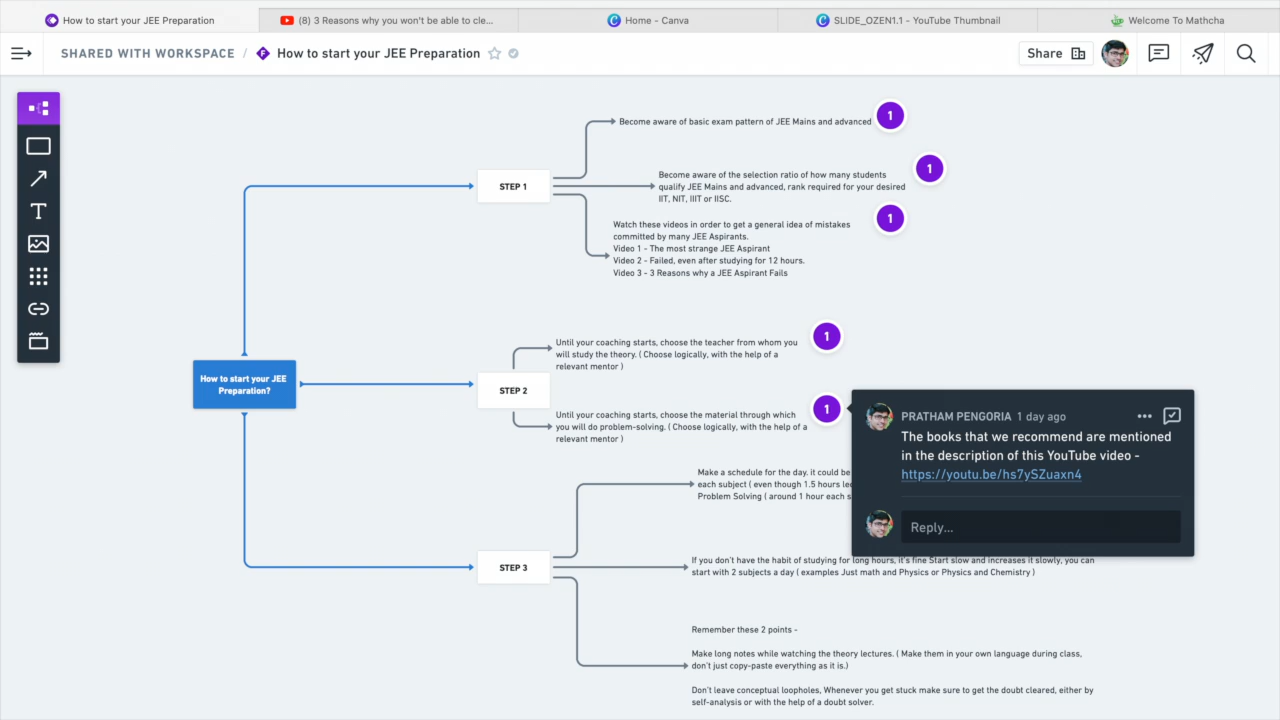 How to start your JEE Preparation
(8) 3 Reasons why you won't be able to cle...
Home - Canva
SLIDE_OZEN1.1 - YouTube Thumbnail
Welcome To Mathcha
SHARED WITH WORKSPACE / How to start your JEE Preparation
Share
Become aware of basic exam pattern of JEE Mains and advanced
1
Become aware of the selection ratio of how many students
qualify JEE Mains and advanced, rank required for your desired
IIT, NIT, IIIT or IISC.
1
STEP 1
Watch these videos in order to get a general idea of mistakes
committed by many JEE Aspirants.
Video 1 - The most strange JEE Aspirant
Video 2 - Failed, even after studying for 12 hours.
Video 3 - 3 Reasons why a JEE Aspirant Fails
1
Until your coaching starts, choose the teacher from whom you
will study the theory. ( Choose logically, with the help of a
relevant mentor )
1
How to start your JEE
Preparation?
STEP 2
Until your coaching starts, choose the material through which
you will do problem-solving. ( Choose logically, with the help of a
relevant mentor )
1
PRATHAM PENGORIA 1 day ago
The books that we recommend are mentioned
in the description of this YouTube video -
https://youtu.be/hs7ySZuaxn4
Reply...
Make a schedule for the day. it could be
each subject ( even though 1.5 hours le
Problem Solving ( around 1 hour each s
STEP 3
If you don't have the habit of studying for long hours, it's fine Start slow and increases it slowly, you can
start with 2 subjects a day ( examples Just math and Physics or Physics and Chemistry )
Remember these 2 points -
Make long notes while watching the theory lectures. ( Make them in your own language during class,
don't just copy-paste everything as it is.)
Don't leave conceptual loopholes, Whenever you get stuck make sure to get the doubt cleared, either by
self-analysis or with the help of a doubt solver.